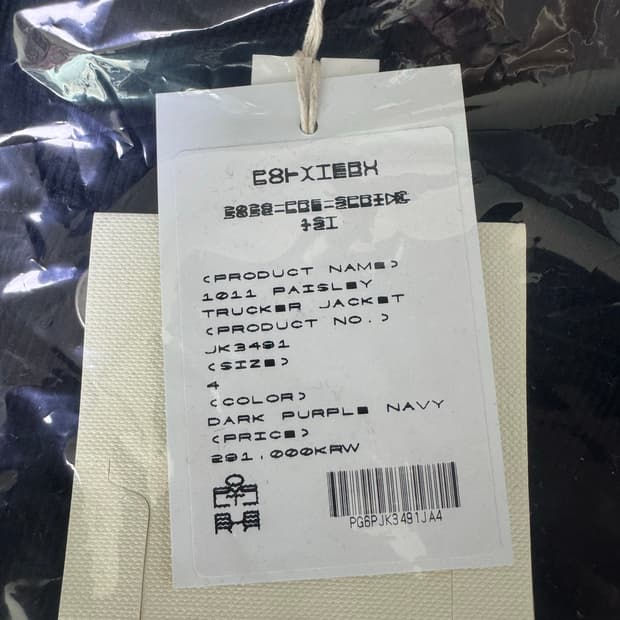 <PRODUCT NAME>
1011 PAISLEY
TRUCKER JACKET
<PRODUCT NO.>
JK3491
<SIZE>
4
<COLOR>
DARK PURPLE NAVY
<PRICE>
291.000KRW
PG6PJK3491JA4